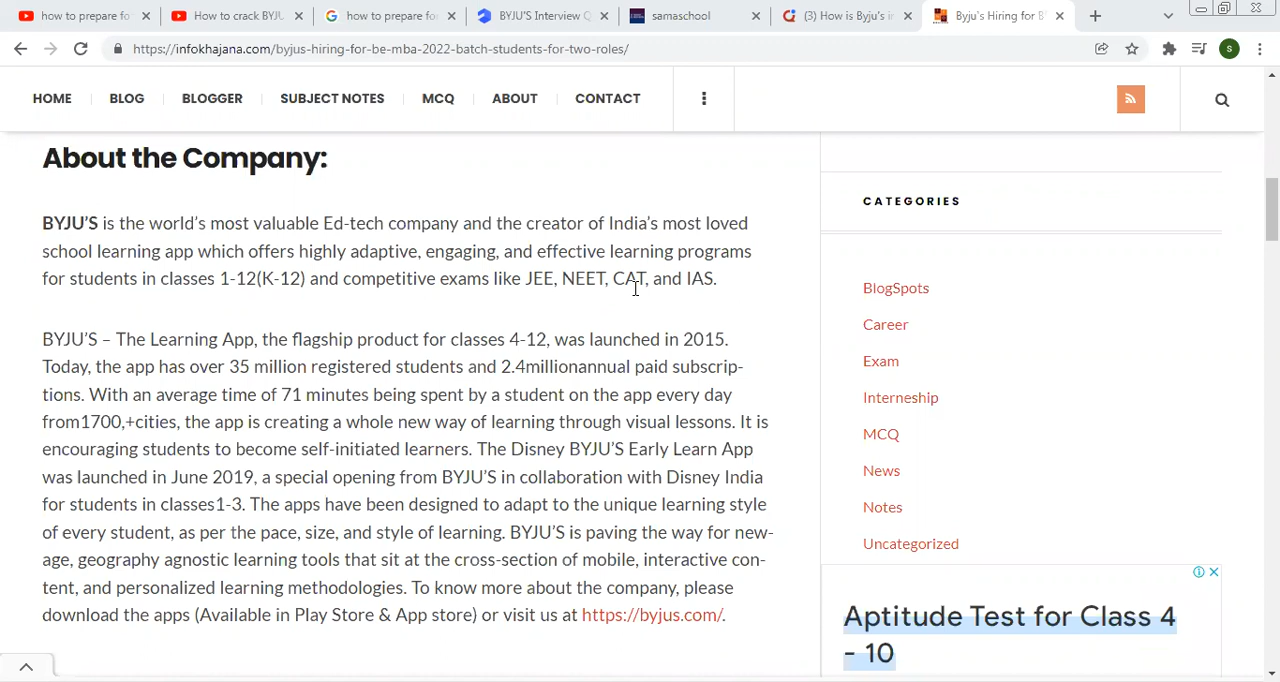 how to prepare fo
How to crack BYJ
how to prepare fo
BYJU'S Interview Q
samaschool
(3) How is Byju's in
Byju's Hiring for B
https://infokhajana.com/byjus-hiring-for-be-mba-2022-batch-students-for-two-roles/
S
HOME
BLOG
BLOGGER
SUBJECT NOTES
MCQ
ABOUT
CONTACT
About the Company:
BYJU'S is the world's most valuable Ed-tech company and the creator of India's most loved
school learning app which offers highly adaptive, engaging, and effective learning programs
for students in classes 1-12(K-12) and competitive exams like JEE, NEET, CAT, and IAS.
BYJU'S – The Learning App, the flagship product for classes 4-12, was launched in 2015.
Today, the app has over 35 million registered students and 2.4millionannual paid subscrip-
tions. With an average time of 71 minutes being spent by a student on the app every day
from1700,+cities, the app is creating a whole new way of learning through visual lessons. It is
encouraging students to become self-initiated learners. The Disney BYJU'S Early Learn App
was launched in June 2019, a special opening from BYJU'S in collaboration with Disney India
for students in classes1-3. The apps have been designed to adapt to the unique learning style
of every student, as per the pace, size, and style of learning. BYJU'S is paving the way for new-
age, geography agnostic learning tools that sit at the cross-section of mobile, interactive con-
tent, and personalized learning methodologies. To know more about the company, please
download the apps (Available in Play Store & App store) or visit us at https://byjus.com/.
CATEGORIES
BlogSpots
Career
Exam
Interneship
MCQ
News
Notes
Uncategorized
Aptitude Test for Class 4
- 10